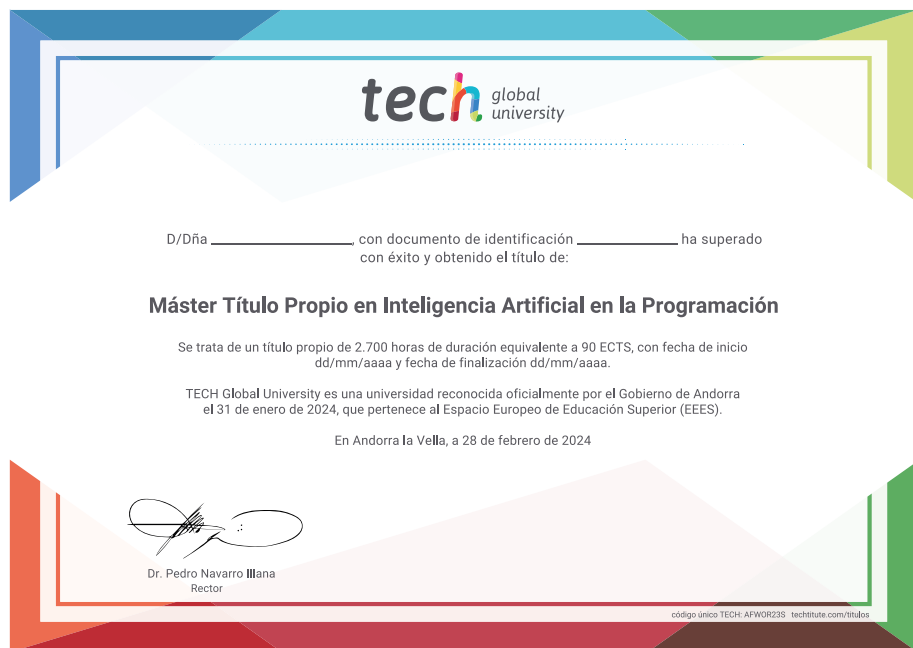 tech global university
D/Dña ________________, con documento de identificación ___________ ha superado
con éxito y obtenido el título de:
Máster Título Propio en Inteligencia Artificial en la Programación
Se trata de un título propio de 2.700 horas de duración equivalente a 90 ECTS, con fecha de inicio
dd/mm/aaaa y fecha de finalización dd/mm/aaaa.
TECH Global University es una universidad reconocida oficialmente por el Gobierno de Andorra
el 31 de enero de 2024, que pertenece al Espacio Europeo de Educación Superior (EEES).
En Andorra la Vella, a 28 de febrero de 2024
Dr. Pedro Navarro Illana
Rector
código único TECH: AFWOR23S techtitute.com/titulos